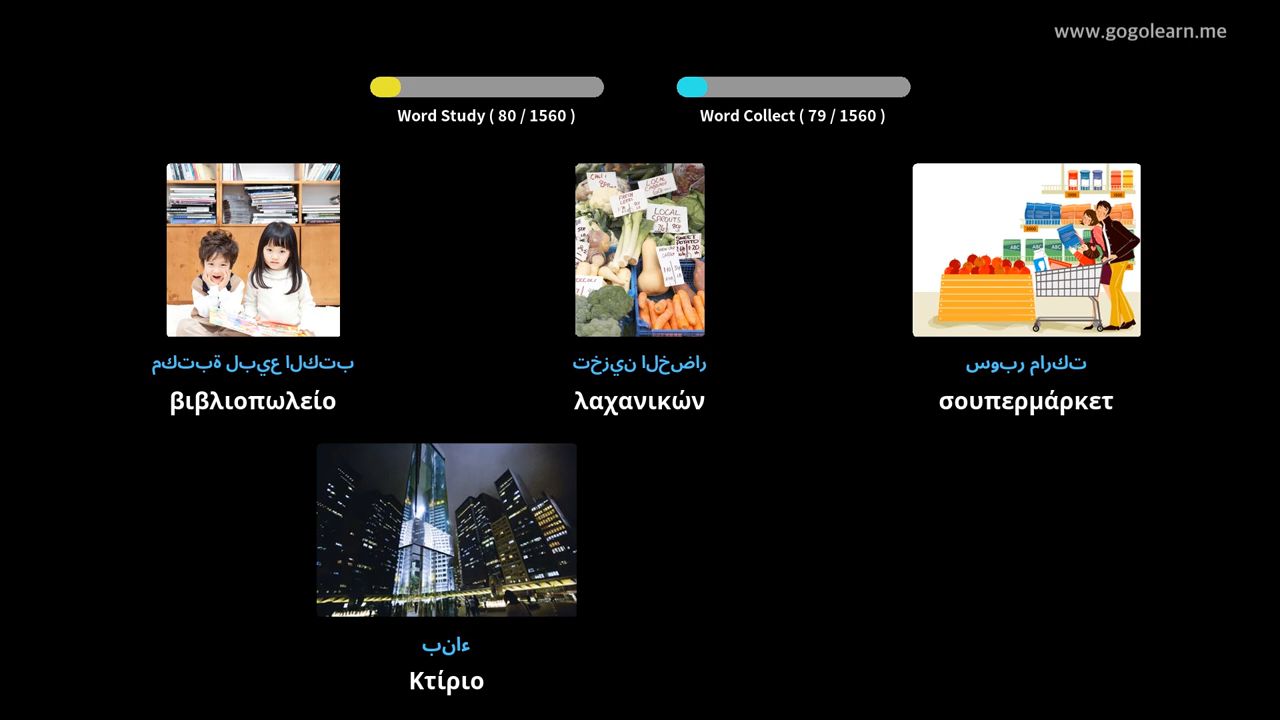 www.gogolearn.me
Word Study ( 80 / 1560 )
Word Collect ( 79 / 1560 )
مكتبة لبيع الكتب
تخزين الخضار
سوبر ماركت
βιβλιοπωλείο
λαχανικών
σουπερμάρκετ
بناء
Κτίριο